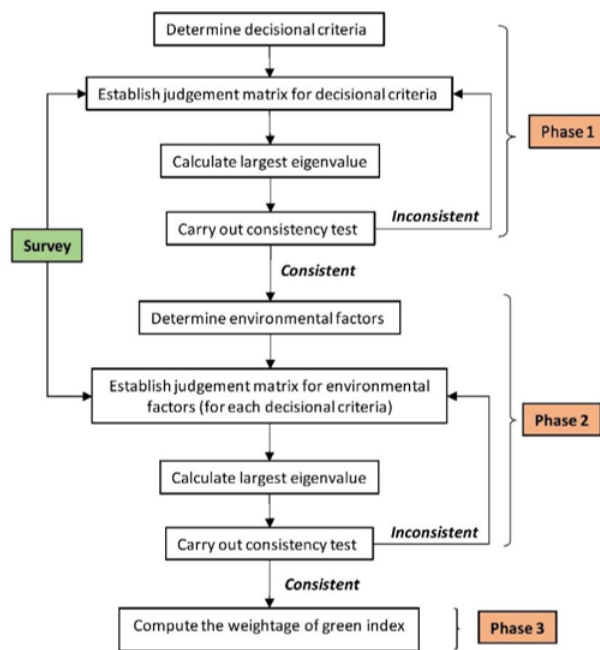 Determine decisional criteria
Establish judgement matrix for decisional criteria
Phase 1
Calculate largest eigenvalue
Inconsistent
Carry out consistency test
Survey
Consistent
Determine environmental factors
Establish judgement matrix for environmental
factors (for each decisional criteria)
Phase 2
Calculate largest eigenvalue
Inconsistent
Carry out consistency test
Consistent
Compute the weightage of green index
Phase 3